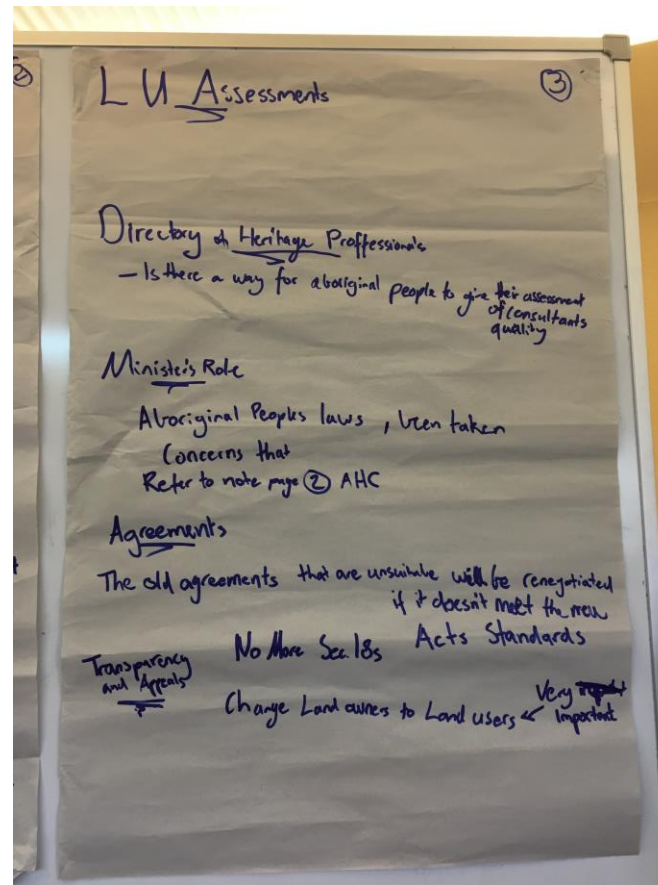 L U Assessments
③
②
Directory of Heritage Proffessionals
– Is there a way for aboriginal people to give their assessment
of consultants
quality
Minister's Role
Aboriginal Peoples laws, been taken
Concerns that
Refer to note page ② AHC
Agreements
The old agreements that are unsuitable will be renegotiated
if it doesn't meet the new
Acts Standards
No More Sec 18s
Transparency
and Appeals
Change Land owners to Land users ← Very
Important